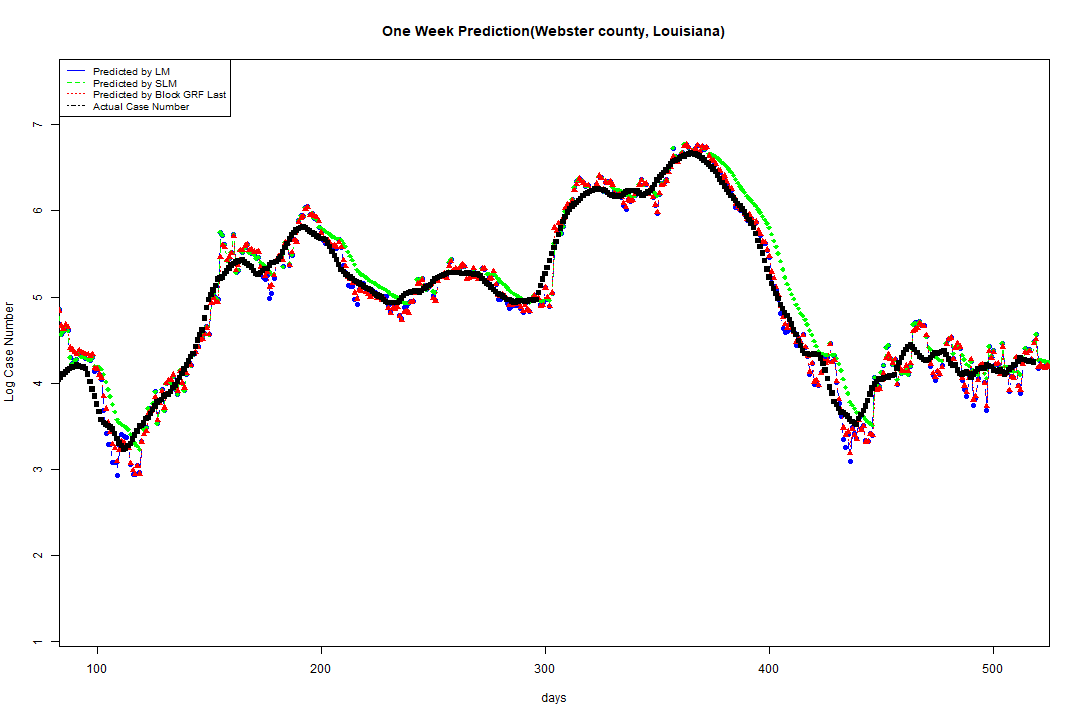 One Week Prediction(Webster county, Louisiana)
Predicted by LM
Predicted by SLM
Predicted by Block GRF Last
Actual Case Number
Log Case Number
7
6
5
4
3
2
1
100 200 300 400 500
days